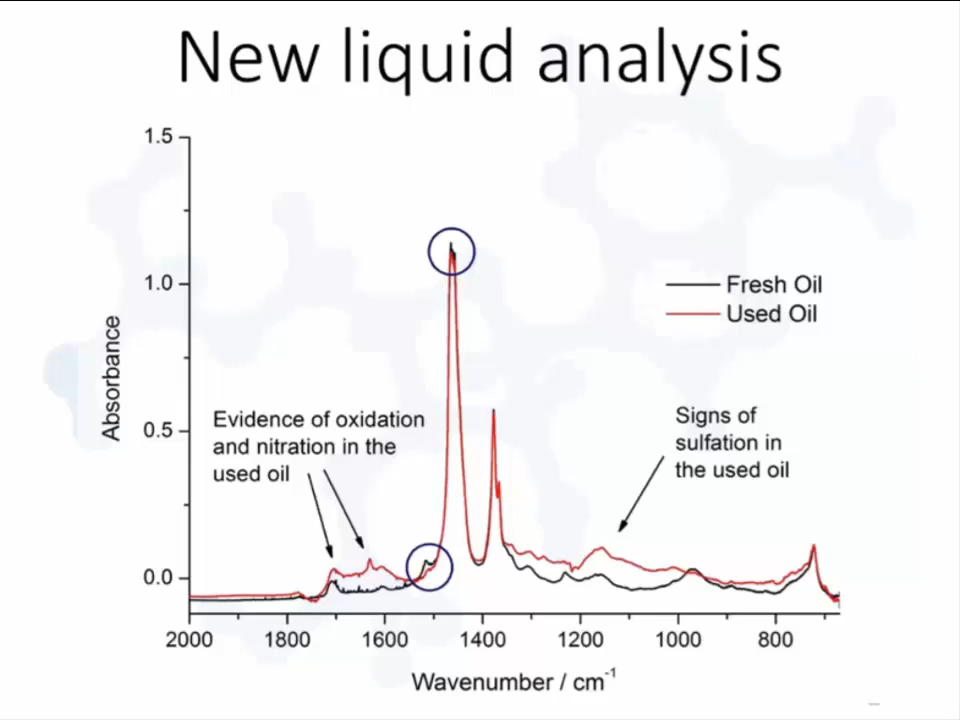 New liquid analysis
1.5
1.0
0.5
0.0
Absorbance
Fresh Oil
Used Oil
Evidence of oxidation
and nitration in the
used oil
Signs of
sulfation in
the used oil
2000 1800 1600 1400 1200 1000 800
Wavenumber / cm⁻¹